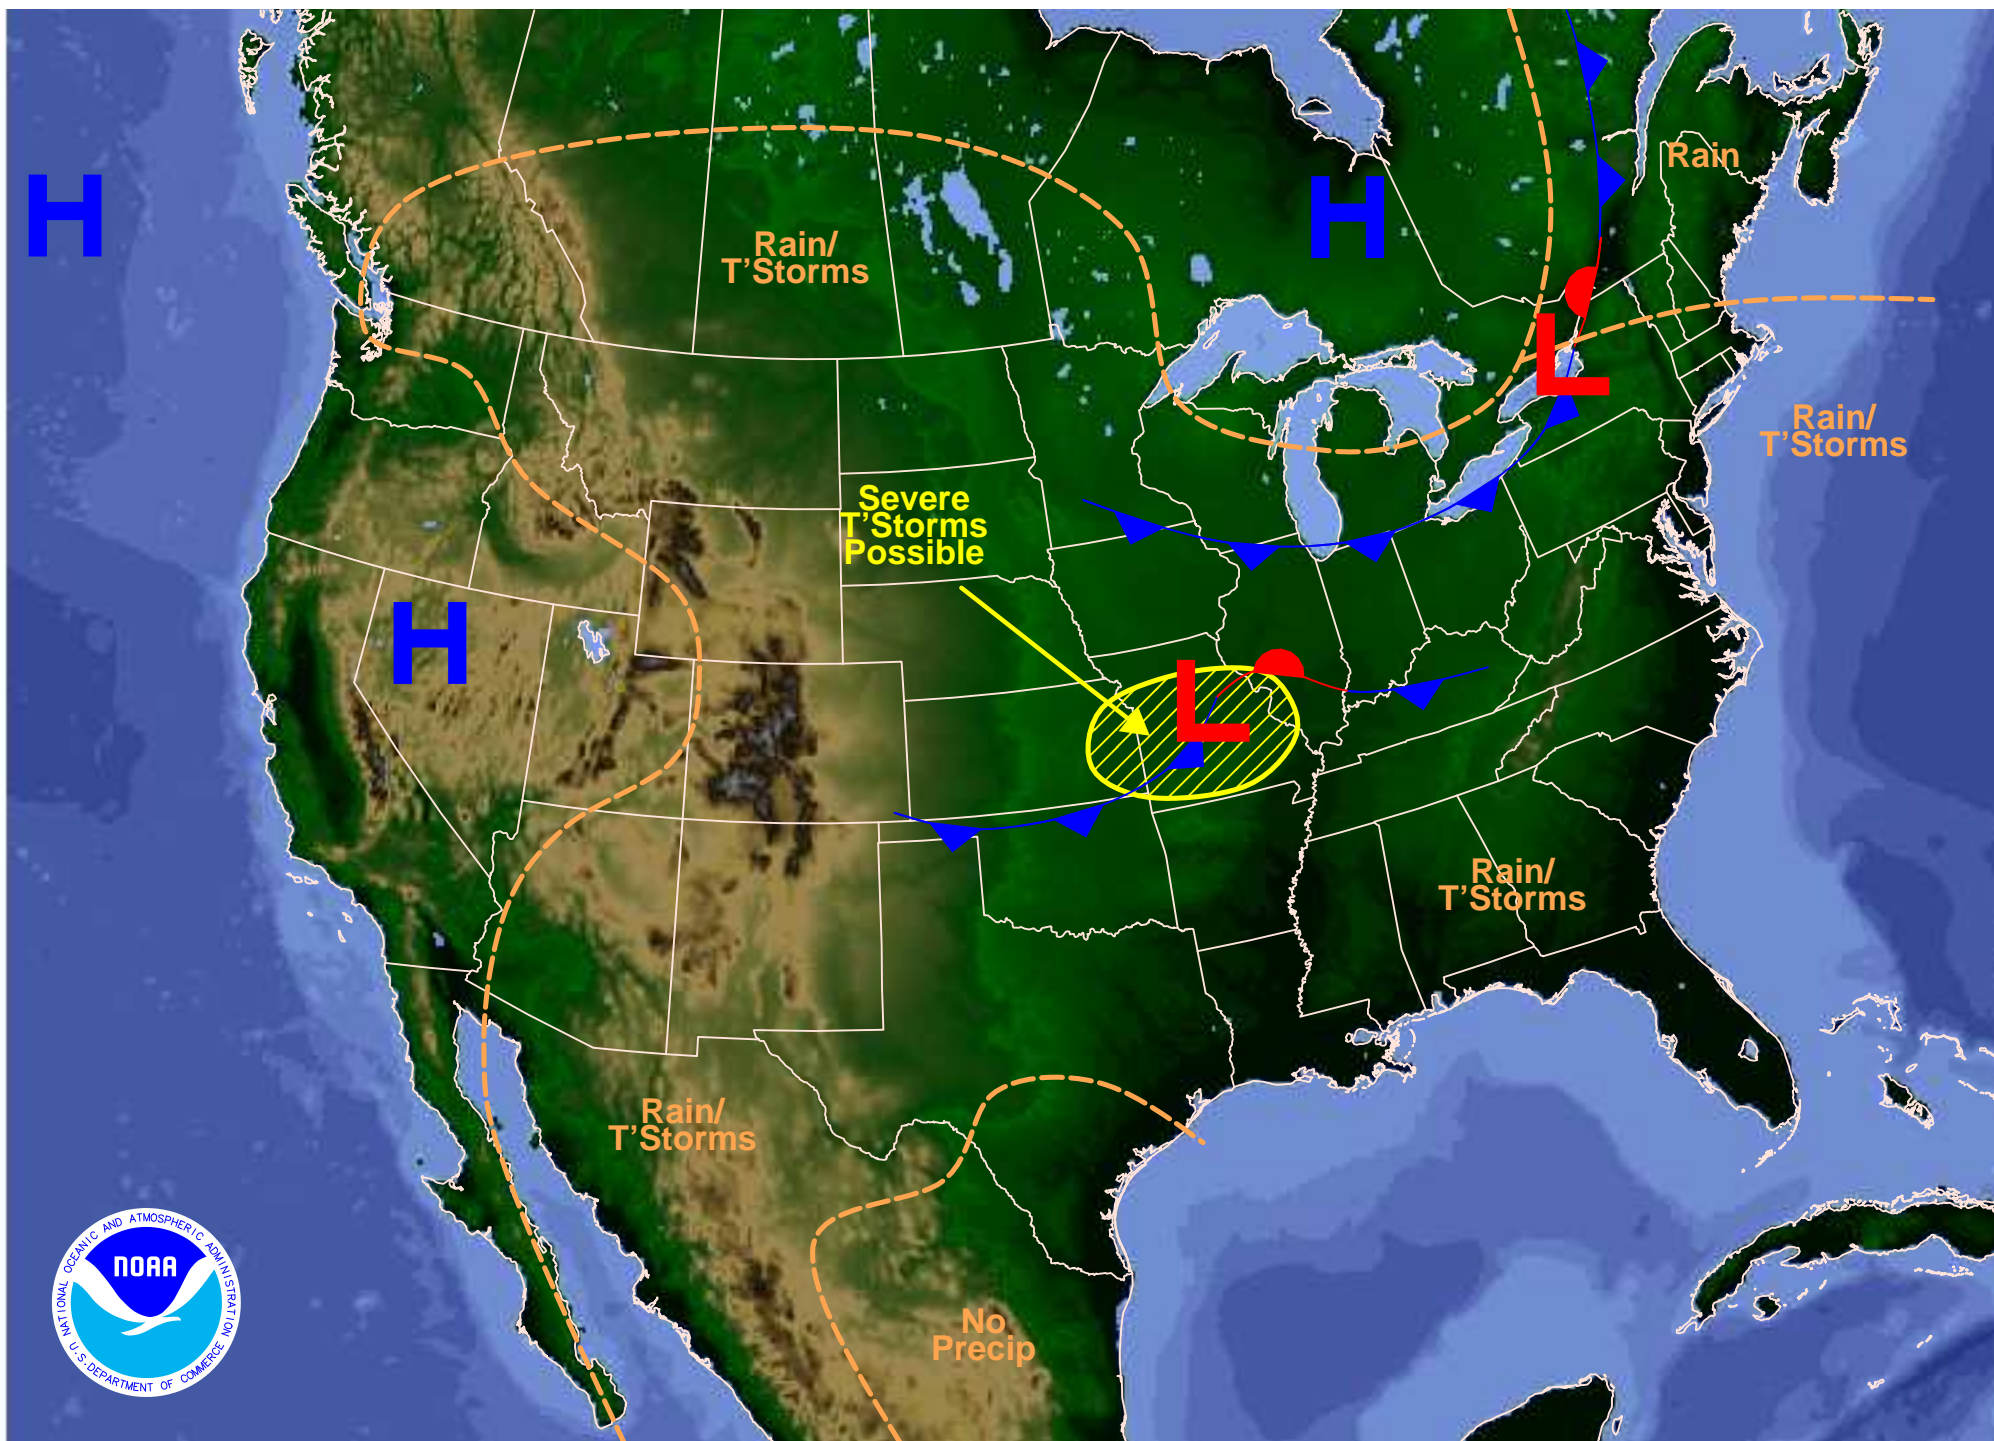 H
Rain
H
Rain/
T'Storms
L
Rain/
T'Storms
Severe
T'Storms
Possible
H
L
Rain/
T'Storms
Rain/
T'Storms
No
Precip
NATIONAL OCEANIC AND ATMOSPHERIC ADMINISTRATION
NOAA
U.S. DEPARTMENT OF COMMERCE